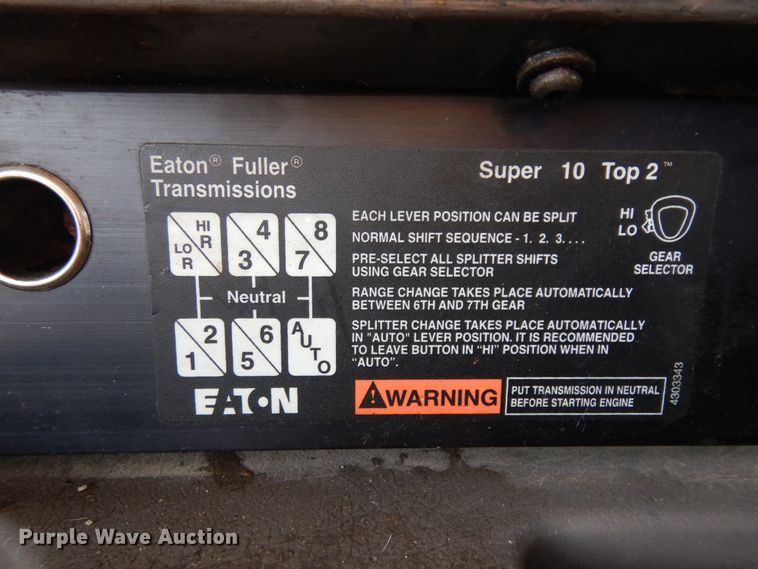 Eaton® Fuller®
Transmissions
Super 10 Top 2™
HI
R
LO
R
4
3
8
7
Neutral
2
1
6
5
AUTO
EATON
EACH LEVER POSITION CAN BE SPLIT
NORMAL SHIFT SEQUENCE - 1. 2. 3. . . .
PRE-SELECT ALL SPLITTER SHIFTS
USING GEAR SELECTOR
RANGE CHANGE TAKES PLACE AUTOMATICALLY
BETWEEN 6TH AND 7TH GEAR
SPLITTER CHANGE TAKES PLACE AUTOMATICALLY
IN "AUTO" LEVER POSITION. IT IS RECOMMENDED
TO LEAVE BUTTON IN "HI" POSITION WHEN IN
"AUTO".
HI
LO
GEAR
SELECTOR
WARNING
PUT TRANSMISSION IN NEUTRAL
BEFORE STARTING ENGINE
4303343
Purple Wave Auction®